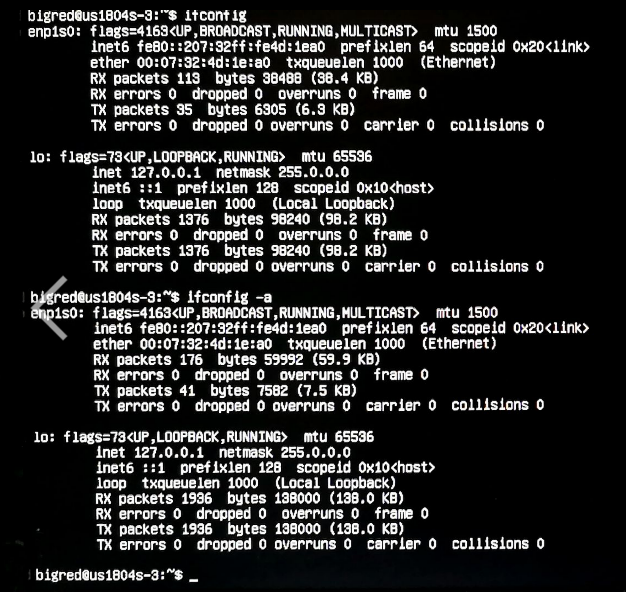 bigred@us1804s-3:~$ ifconfig
enp1s0: flags=4163<UP,BROADCAST,RUNNING,MULTICAST>  mtu 1500
        inet6 fe80::207:32ff:fe4d:1ea0  prefixlen 64  scopeid 0x20<link>
        ether 00:07:32:4d:1e:a0  txqueuelen 1000  (Ethernet)
        RX packets 113  bytes 38488 (38.4 KB)
        RX errors 0  dropped 0  overruns 0  frame 0
        TX packets 35  bytes 6305 (6.3 KB)
        TX errors 0  dropped 0 overruns 0  carrier 0  collisions 0
lo: flags=73<UP,LOOPBACK,RUNNING>  mtu 65536
        inet 127.0.0.1  netmask 255.0.0.0
        inet6 ::1  prefixlen 128  scopeid 0x10<host>
        loop  txqueuelen 1000  (Local Loopback)
        RX packets 1376  bytes 98240 (98.2 KB)
        RX errors 0  dropped 0  overruns 0  frame 0
        TX packets 1376  bytes 98240 (98.2 KB)
        TX errors 0  dropped 0 overruns 0  carrier 0  collisions 0
bigred@us1804s-3:~$ ifconfig -a
enp1s0: flags=4163<UP,BROADCAST,RUNNING,MULTICAST>  mtu 1500
        inet6 fe80::207:32ff:fe4d:1ea0  prefixlen 64  scopeid 0x20<link>
        ether 00:07:32:4d:1e:a0  txqueuelen 1000  (Ethernet)
        RX packets 176  bytes 59992 (59.9 KB)
        RX errors 0  dropped 0  overruns 0  frame 0
        TX packets 41  bytes 7582 (7.5 KB)
        TX errors 0  dropped 0 overruns 0  carrier 0  collisions 0
lo: flags=73<UP,LOOPBACK,RUNNING>  mtu 65536
        inet 127.0.0.1  netmask 255.0.0.0
        inet6 ::1  prefixlen 128  scopeid 0x10<host>
        loop  txqueuelen 1000  (Local Loopback)
        RX packets 1936  bytes 138000 (138.0 KB)
        RX errors 0  dropped 0  overruns 0  frame 0
        TX packets 1936  bytes 138000 (138.0 KB)
        TX errors 0  dropped 0 overruns 0  carrier 0  collisions 0
bigred@us1804s-3:~$ _